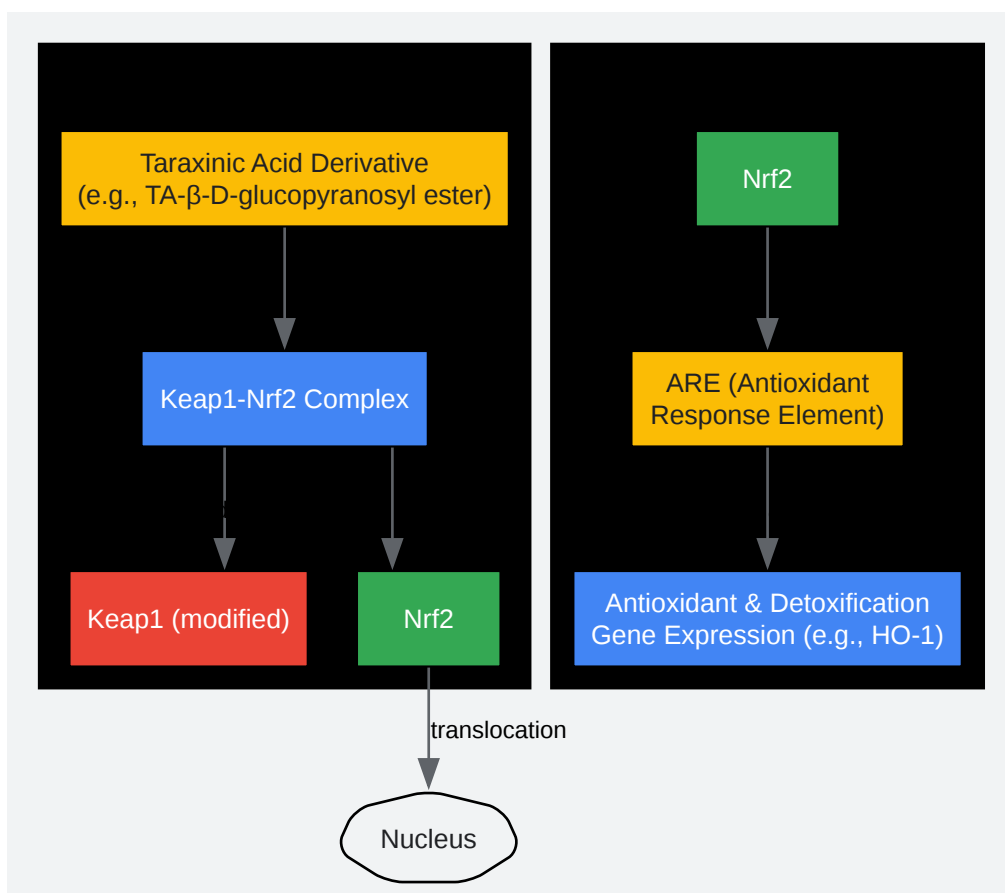 Taraxinic Acid Derivative
(e.g., TA-β-D-glucopyranosyl ester)
Keap1-Nrf2 Complex
Keap1 (modified)
Nrf2
translocation
Nucleus
Nrf2
ARE (Antioxidant
Response Element)
Antioxidant & Detoxification
Gene Expression (e.g., HO-1)